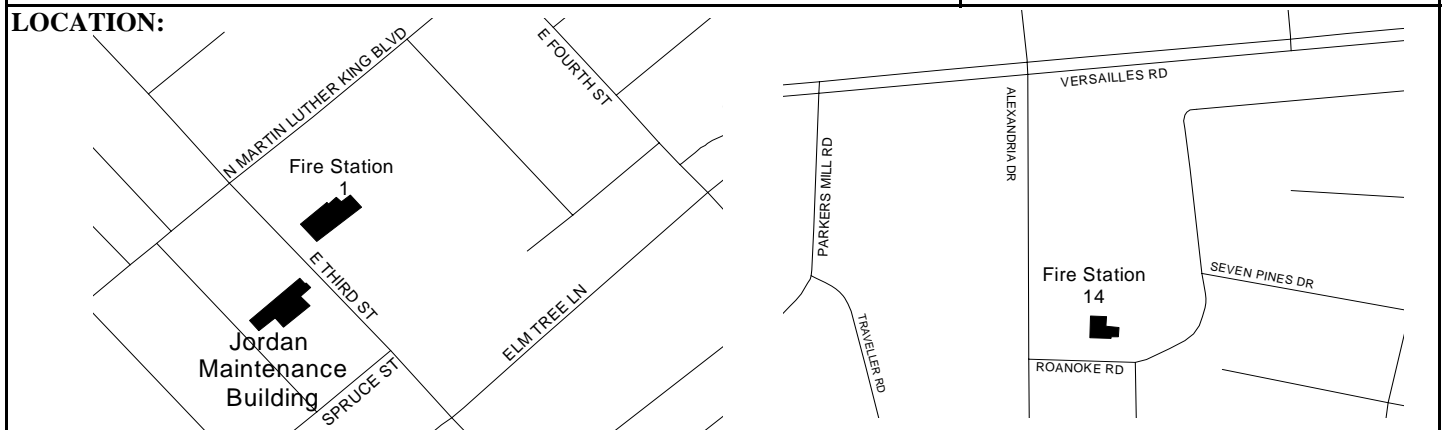 LOCATION:
N MARTIN LUTHER KING BLVD
E FOURTH ST
Fire Station
1
E THIRD ST
ELM TREE LN
Jordan
Maintenance
Building
SPRUCE ST
VERSAILLES RD
ALEXANDRIA DR
PARKERS MILL RD
Fire Station
14
SEVEN PINES DR
TRAVELLER RD
ROANOKE RD